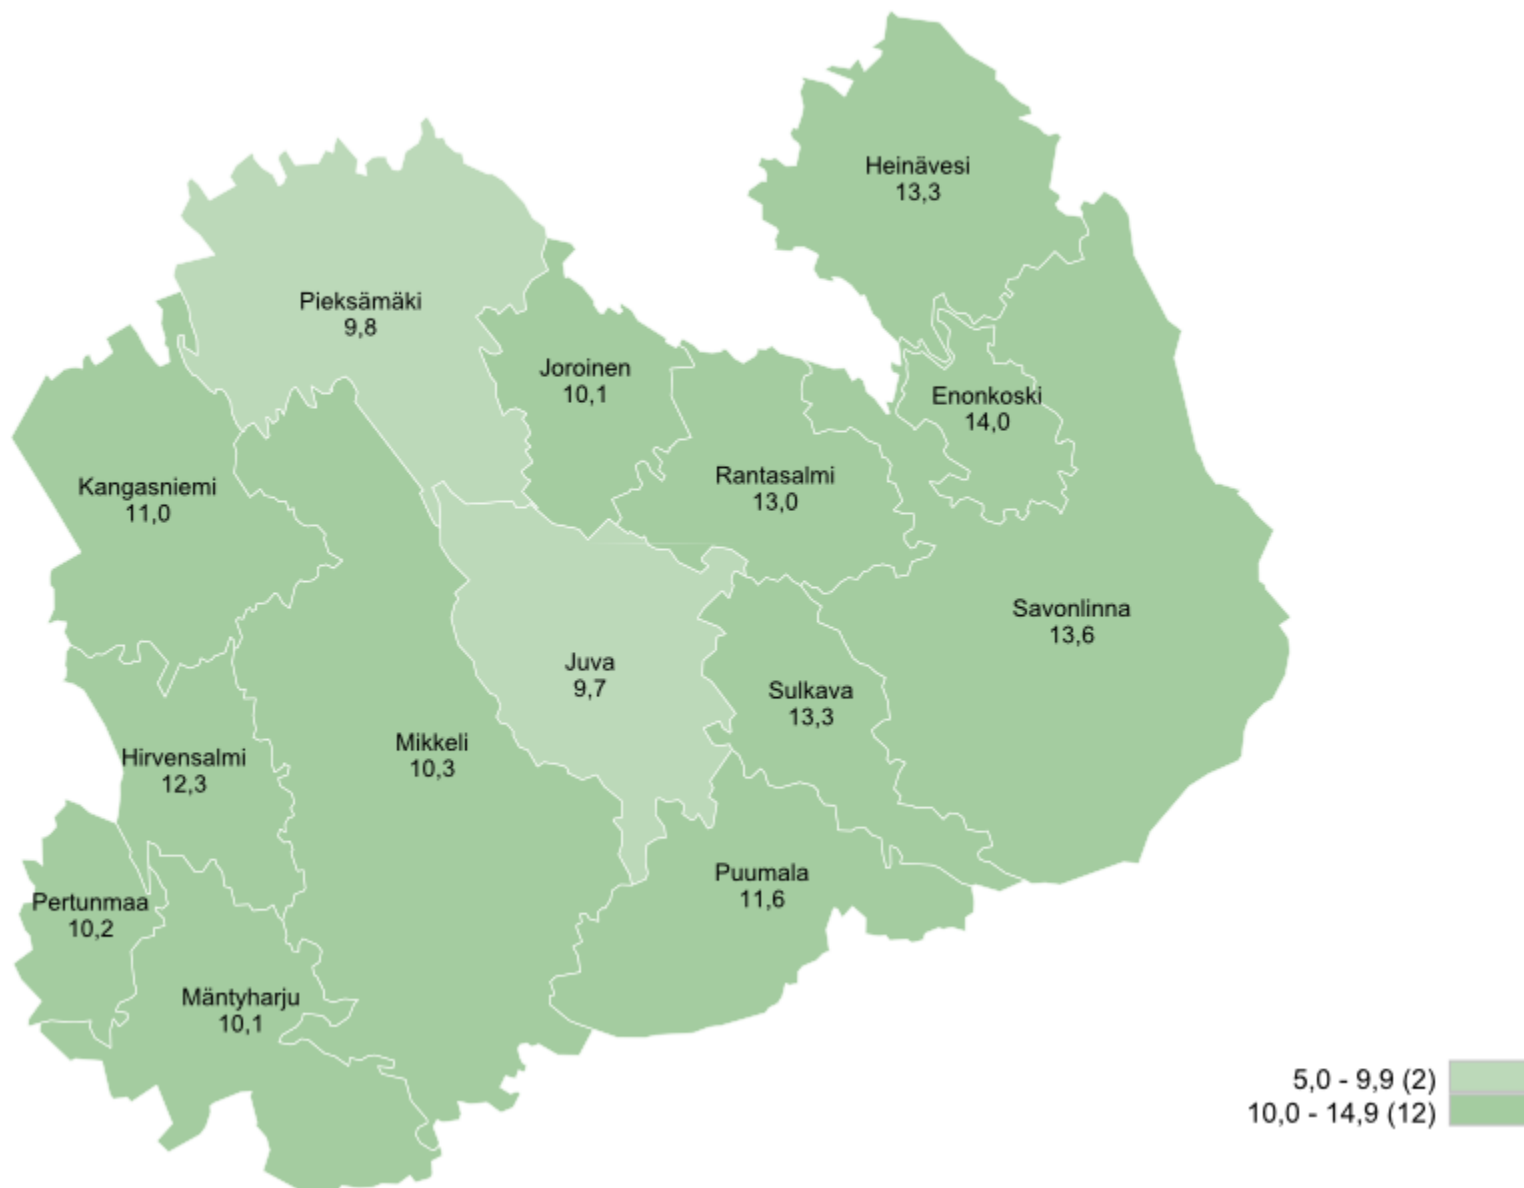 Heinävesi
13,3
Pieksämäki
9,8
Joroinen
10,1
Enonkoski
14,0
Kangasniemi
11,0
Rantasalmi
13,0
Savonlinna
13,6
Juva
9,7
Sulkava
13,3
Mikkeli
10,3
Hirvensalmi
12,3
Puumala
11,6
Pertunmaa
10,2
Mäntyharju
10,1
5,0 - 9,9 (2)
10,0 - 14,9 (12)